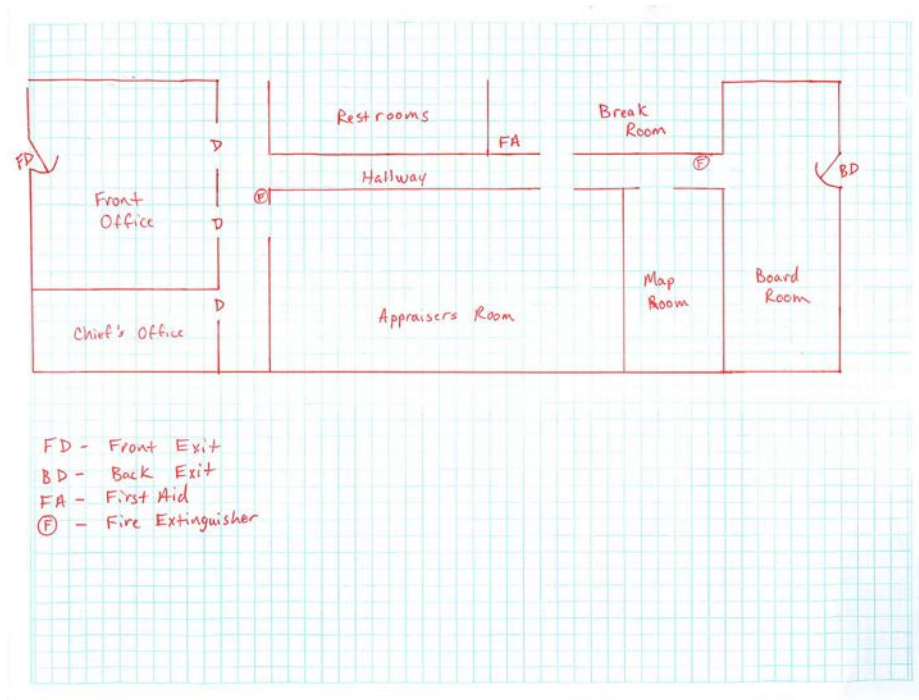 Restrooms
Break
Room
D
FA
FD
F
BD
Hallway
F
Front
Office
D
Map
Room
Board
Room
D
Appraisers Room
Chief's Office
FD - Front Exit
BD - Back Exit
FA - First Aid
F - Fire Extinguisher